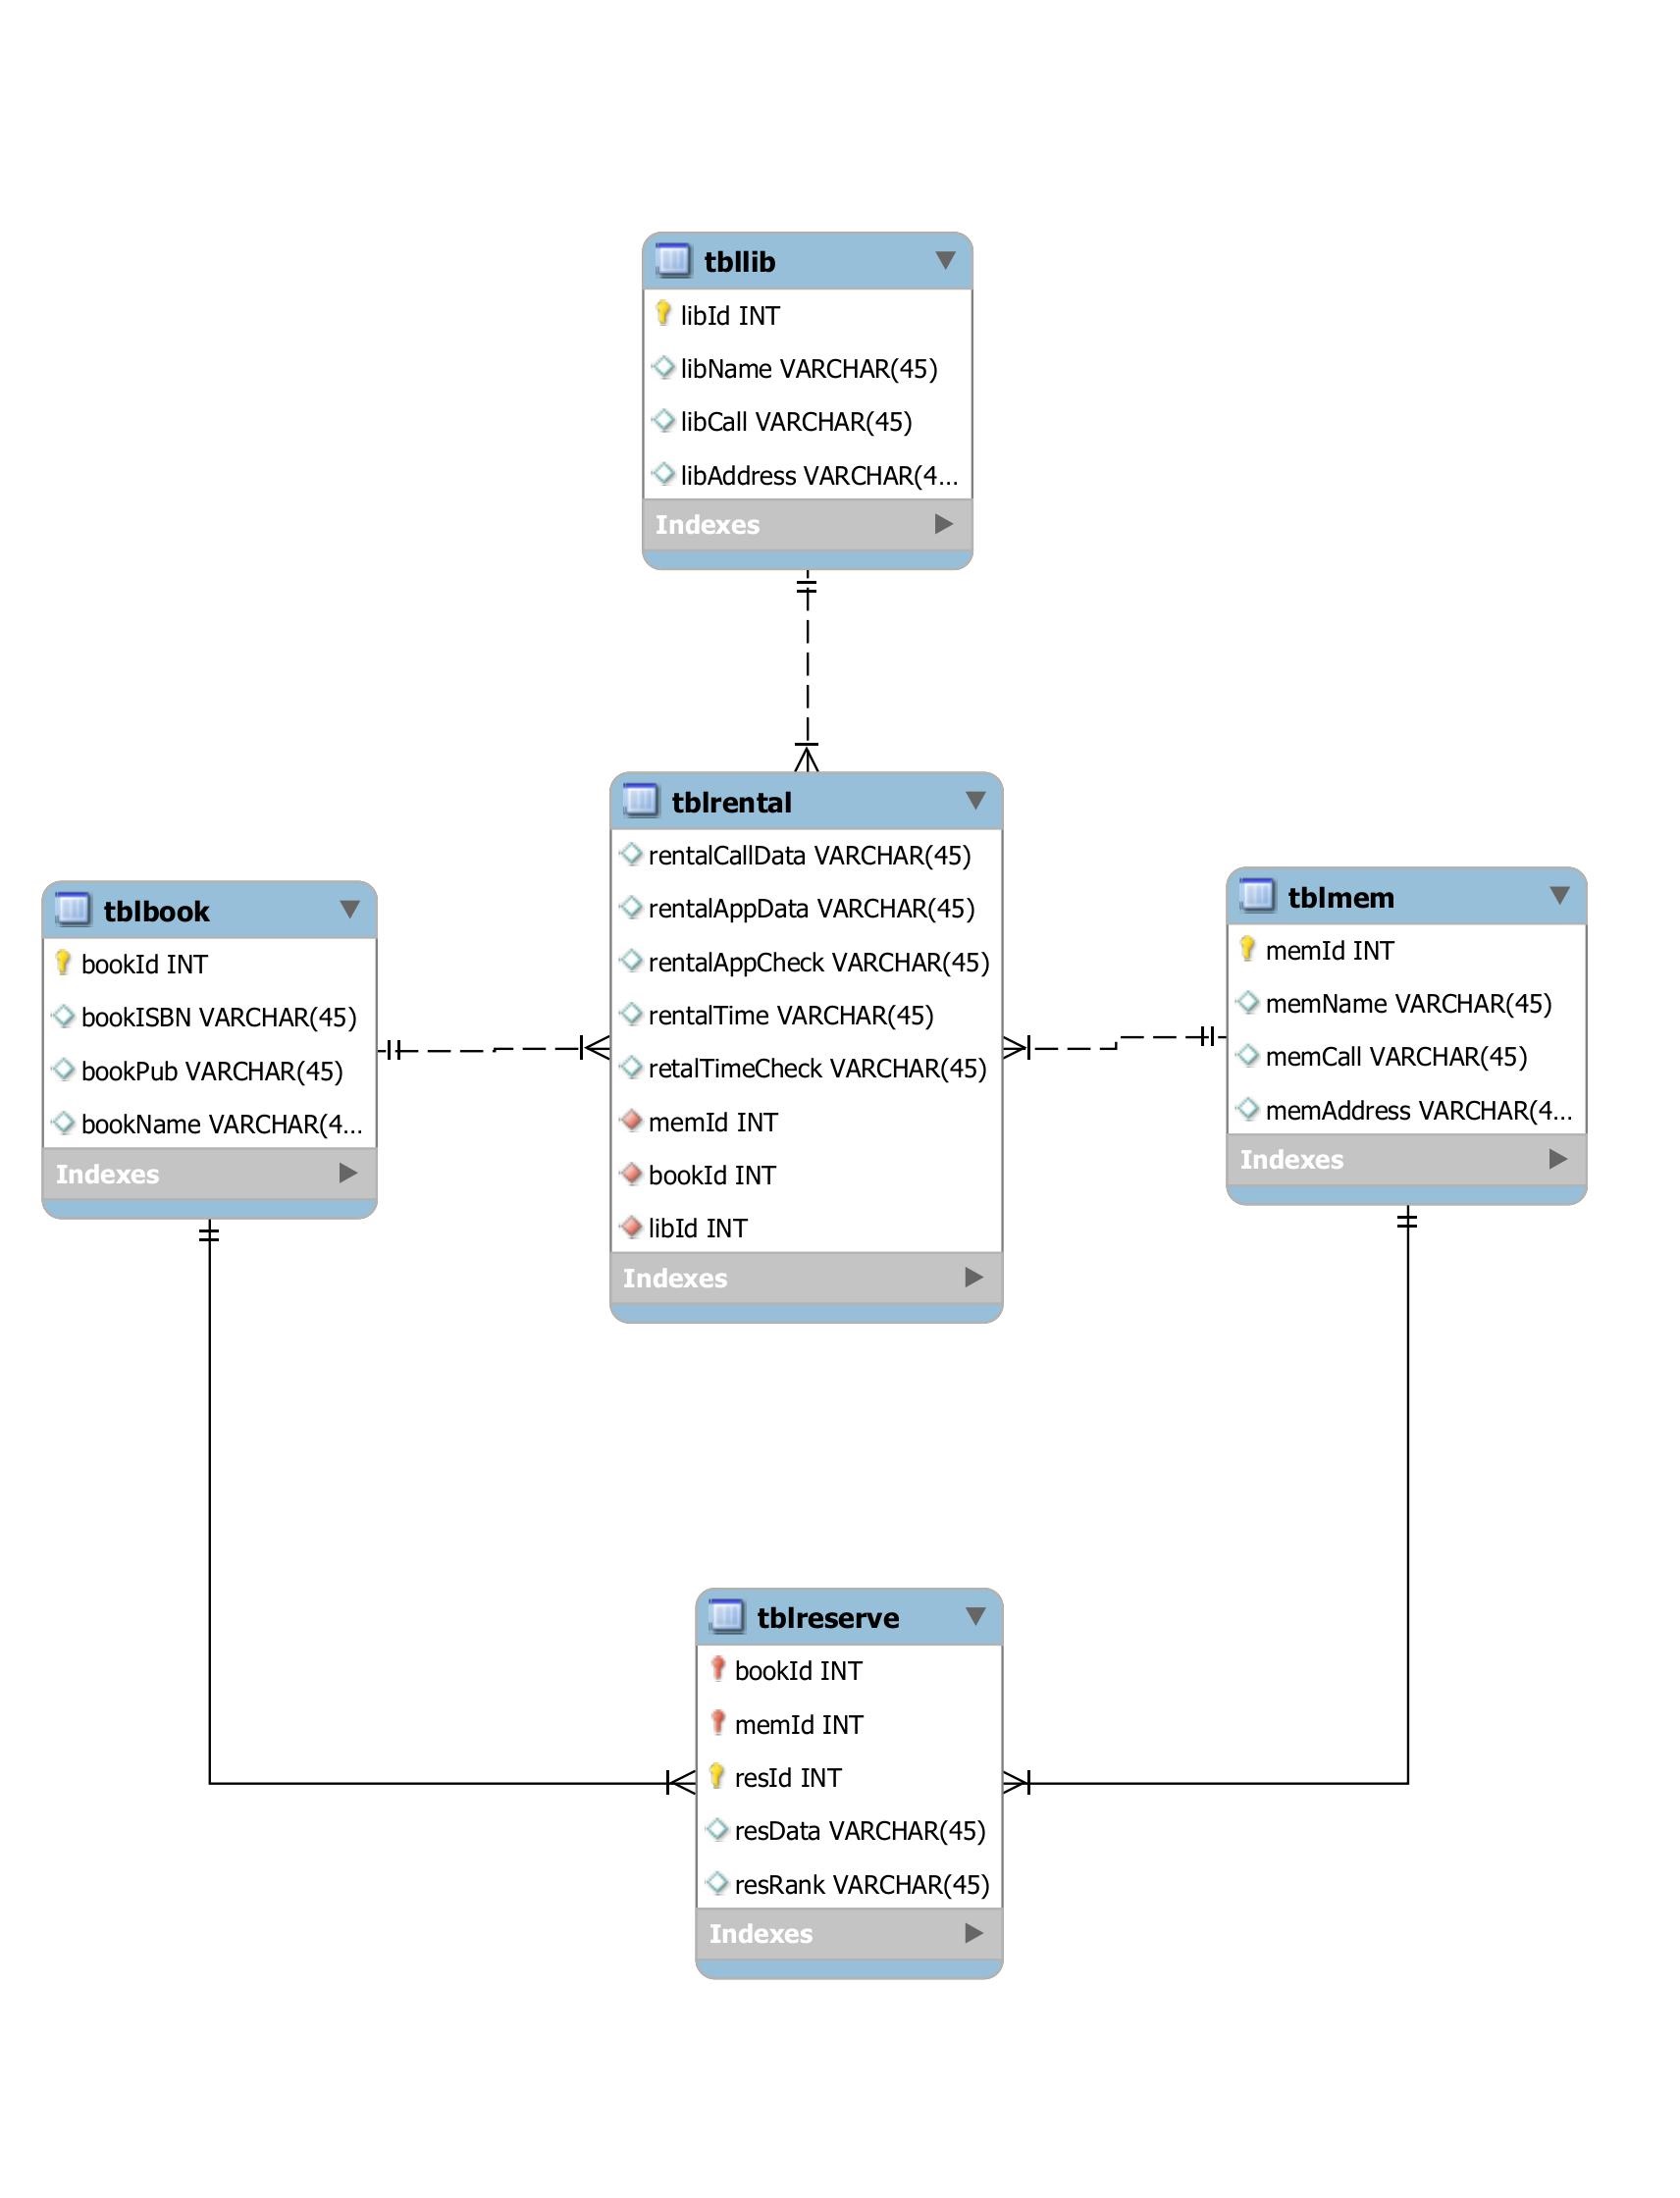 tbllib
libId INT
libName VARCHAR(45)
libCall VARCHAR(45)
libAddress VARCHAR(4...
Indexes
tblrental
rentalCallData VARCHAR(45)
rentalAppData VARCHAR(45)
rentalAppCheck VARCHAR(45)
rentalTime VARCHAR(45)
retalTimeCheck VARCHAR(45)
memId INT
bookId INT
libId INT
Indexes
tblbook
bookId INT
bookISBN VARCHAR(45)
bookPub VARCHAR(45)
bookName VARCHAR(4...
Indexes
tblmem
memId INT
memName VARCHAR(45)
memCall VARCHAR(45)
memAddress VARCHAR(4...
Indexes
tblreserve
bookId INT
memId INT
resId INT
resData VARCHAR(45)
resRank VARCHAR(45)
Indexes